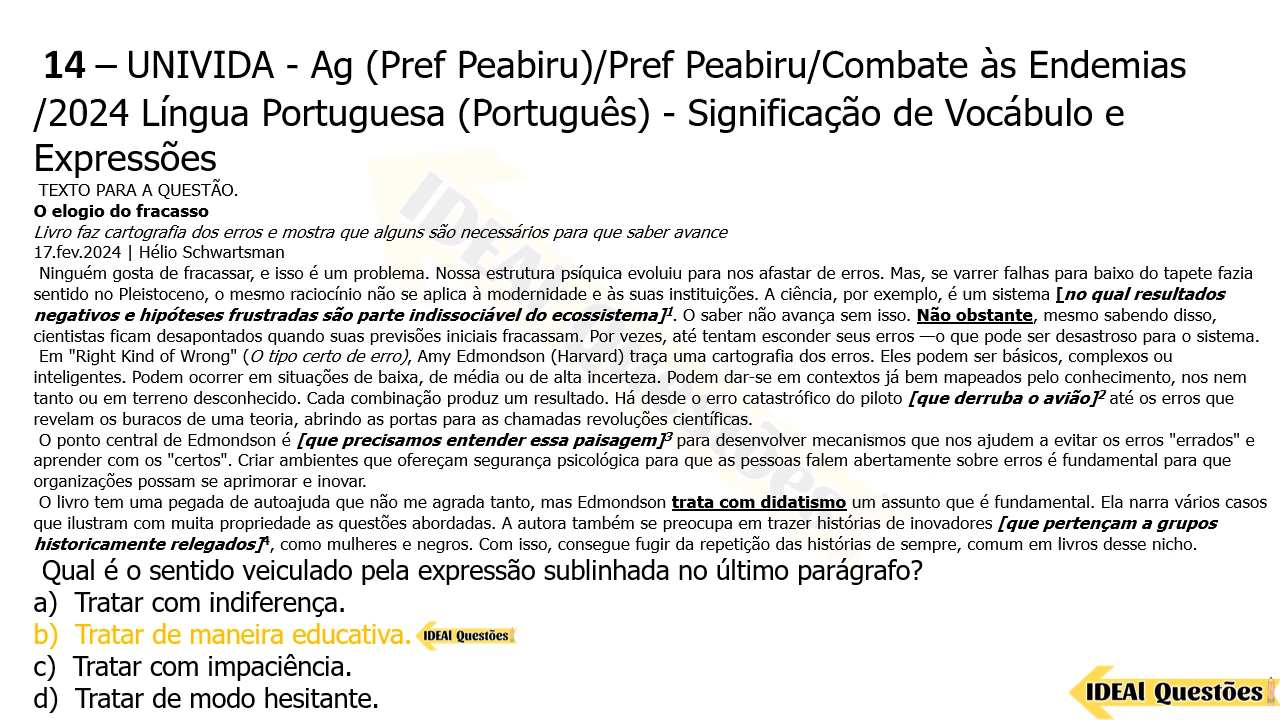 14 – UNIVIDA - Ag (Pref Peabiru)/Pref Peabiru/Combate às Endemias
/2024 Língua Portuguesa (Português) - Significação de Vocábulo e
Expressões
TEXTO PARA A QUESTÃO.
O elogio do fracasso
Livro faz cartografia dos erros e mostra que alguns são necessários para que saber avance
17.fev.2024 | Hélio Schwartsman
Ninguém gosta de fracassar, e isso é um problema. Nossa estrutura psíquica evoluiu para nos afastar de erros. Mas, se varrer falhas para baixo do tapete fazia
sentido no Pleistoceno, o mesmo raciocínio não se aplica à modernidade e às suas instituições. A ciência, por exemplo, é um sistema [no qual resultados
negativos e hipóteses frustradas são parte indissociável do ecossistema]¹. O saber não avança sem isso. Não obstante, mesmo sabendo disso,
cientistas ficam desapontados quando suas previsões iniciais fracassam. Por vezes, até tentam esconder seus erros —o que pode ser desastroso para o sistema.
Em "Right Kind of Wrong" (O tipo certo de erro), Amy Edmondson (Harvard) traça uma cartografia dos erros. Eles podem ser básicos, complexos ou
inteligentes. Podem ocorrer em situações de baixa, de média ou de alta incerteza. Podem dar-se em contextos já bem mapeados pelo conhecimento, nos nem
tanto ou em terreno desconhecido. Cada combinação produz um resultado. Há desde o erro catastrófico do piloto [que derruba o avião]² até os erros que
revelam os buracos de uma teoria, abrindo as portas para as chamadas revoluções científicas.
O ponto central de Edmondson é [que precisamos entender essa paisagem]³ para desenvolver mecanismos que nos ajudem a evitar os erros "errados" e
aprender com os "certos". Criar ambientes que ofereçam segurança psicológica para que as pessoas falem abertamente sobre erros é fundamental para que
organizações possam se aprimorar e inovar.
O livro tem uma pegada de autoajuda que não me agrada tanto, mas Edmondson trata com didatismo um assunto que é fundamental. Ela narra vários casos
que ilustram com muita propriedade as questões abordadas. A autora também se preocupa em trazer histórias de inovadores [que pertençam a grupos
historicamente relegados]⁴, como mulheres e negros. Com isso, consegue fugir da repetição das histórias de sempre, comum em livros desse nicho.
Qual é o sentido veiculado pela expressão sublinhada no último parágrafo?
a) Tratar com indiferença.
b) Tratar de maneira educativa. IDEAl Questões
c) Tratar com impaciência.
d) Tratar de modo hesitante.
IDEAl Questões
IDEAl Questões